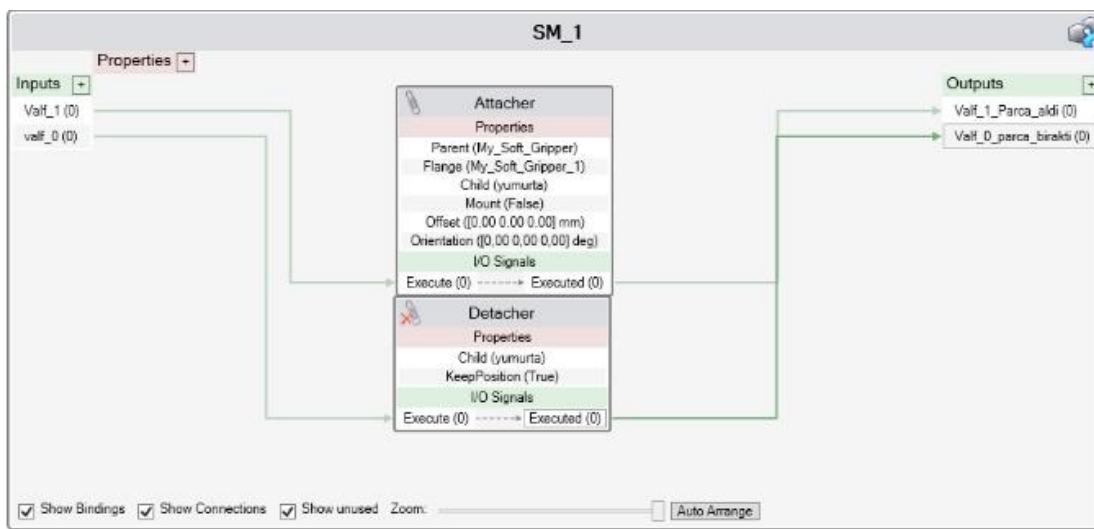 SM_1
Properties +
Inputs +
Valf_1 (0)
valf_0 (0)
Attacher
Properties
Parent (My_Soft_Gripper)
Flange (My_Soft_Gripper_1)
Child (yumurta)
Mount (False)
Offset ([0,00 0.00 0.00] mm)
Orientation ([0,00 0,00 0,00] deg)
I/O Signals
Execute (0) Executed (0)
Detacher
Properties
Child (yumurta)
KeepPosition (True)
I/O Signals
Execute (0) Executed (0)
Outputs +
Valf_1_Parca_aldi (0)
Valf_0_parca_birakti (0)
Show Bindings Show Connections Show unused Zoom: Auto Arrange